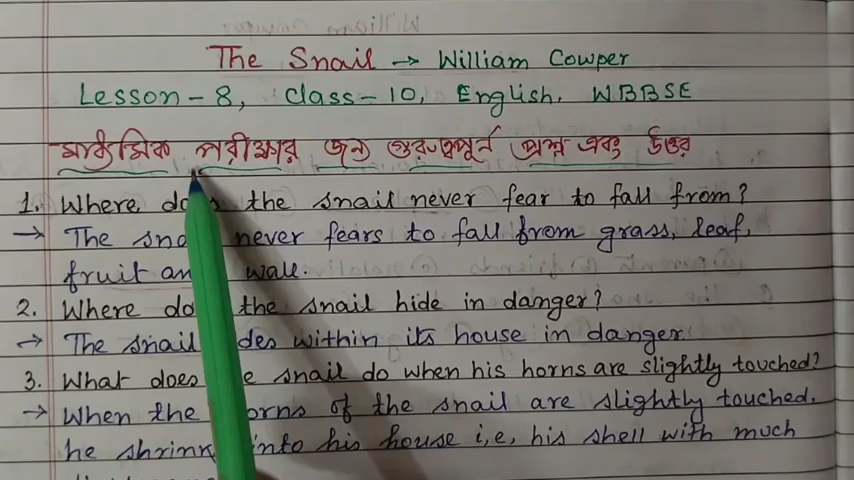 The Snail → William Cowper
Lesson - 8, Class - 10, English, WBBSE
মাধ্যমিক পরীক্ষার জন্য গুরুত্বপূর্ন প্রশ্ন এবং উত্তর
1. Where the snail never fear to fall from?
→ The never fears to fall from grass, leaf,
fruit wall.
2. Where the snail hide in danger?
→ The snail within its house in danger.
3. What does snail do when his horns are slightly touched?
→ When the of the snail are slightly touched.
he into his house i,e, his shell with much